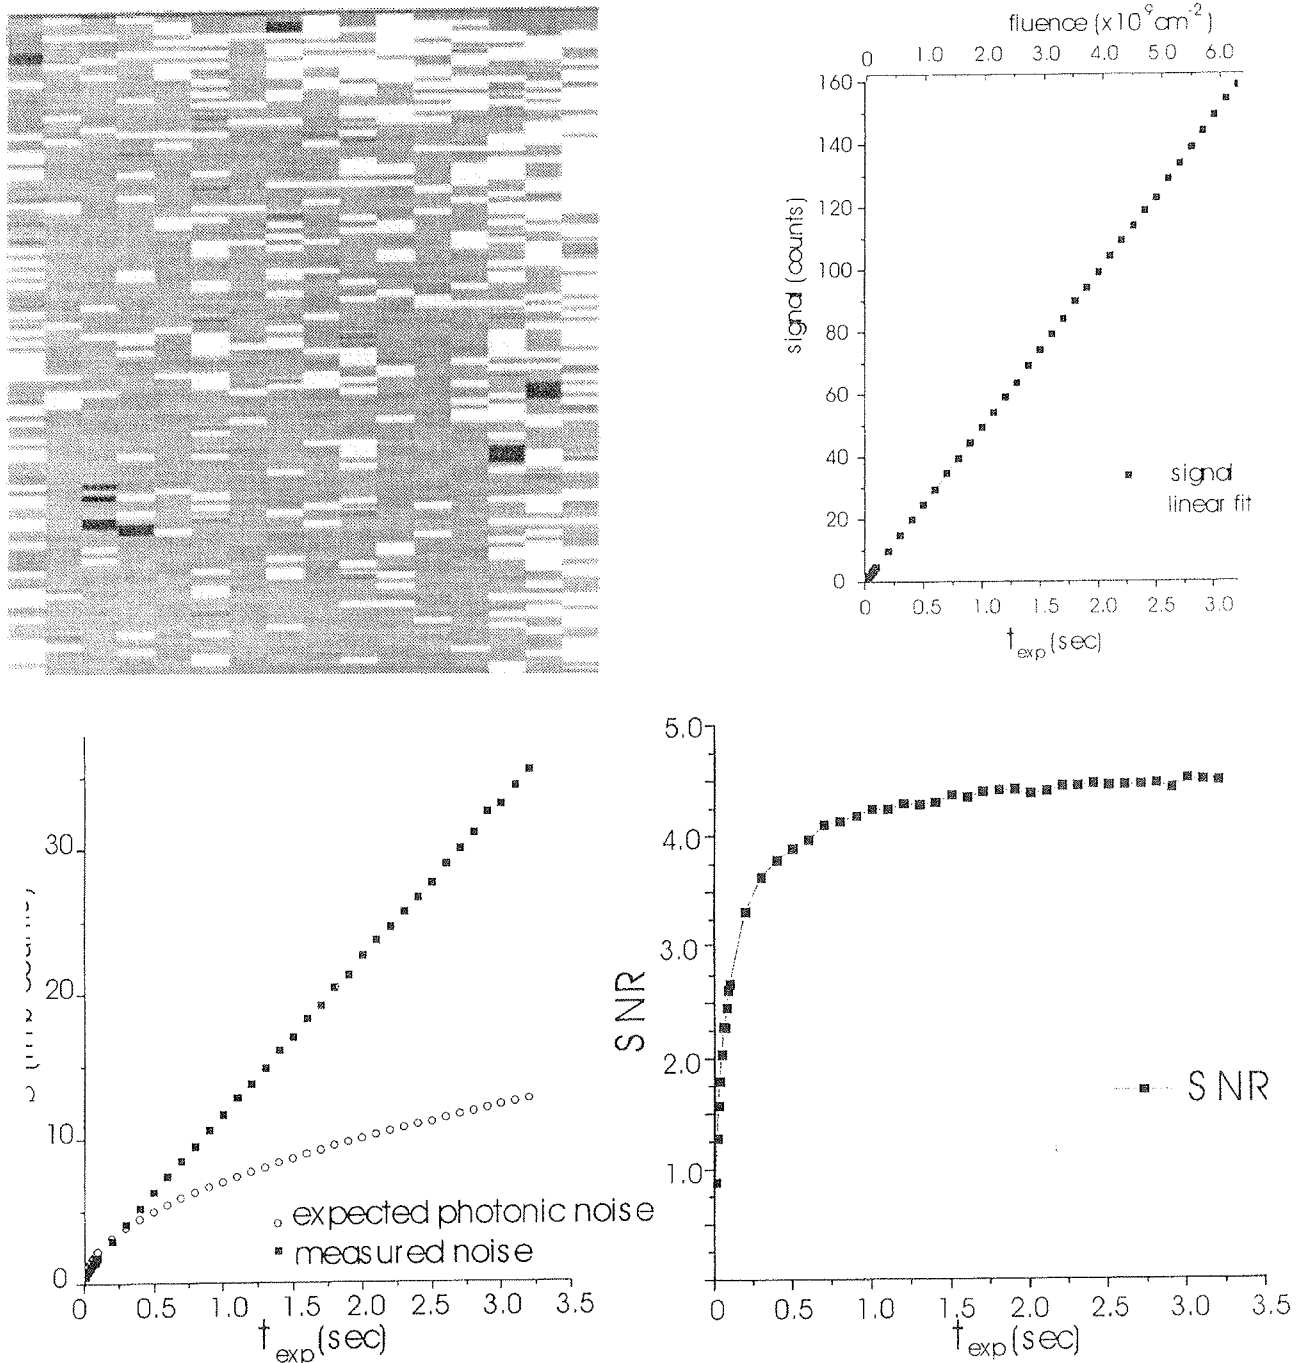 fluence (x10^9 cm^-2)
0 1.0 2.0 3.0 4.0 5.0 6.0
160
140
120
100
80
60
40
20
0
signal (counts)
signal
linear fit
0 0.5 1.0 1.5 2.0 2.5 3.0
t_exp (sec)
30
20
10
0
expected photonic noise
measured noise
0 0.5 1.0 1.5 2.0 2.5 3.0 3.5
t_exp (sec)
5.0
4.0
3.0
2.0
1.0
SNR
SNR
0 0.5 1.0 1.5 2.0 2.5 3.0 3.5
t_exp (sec)